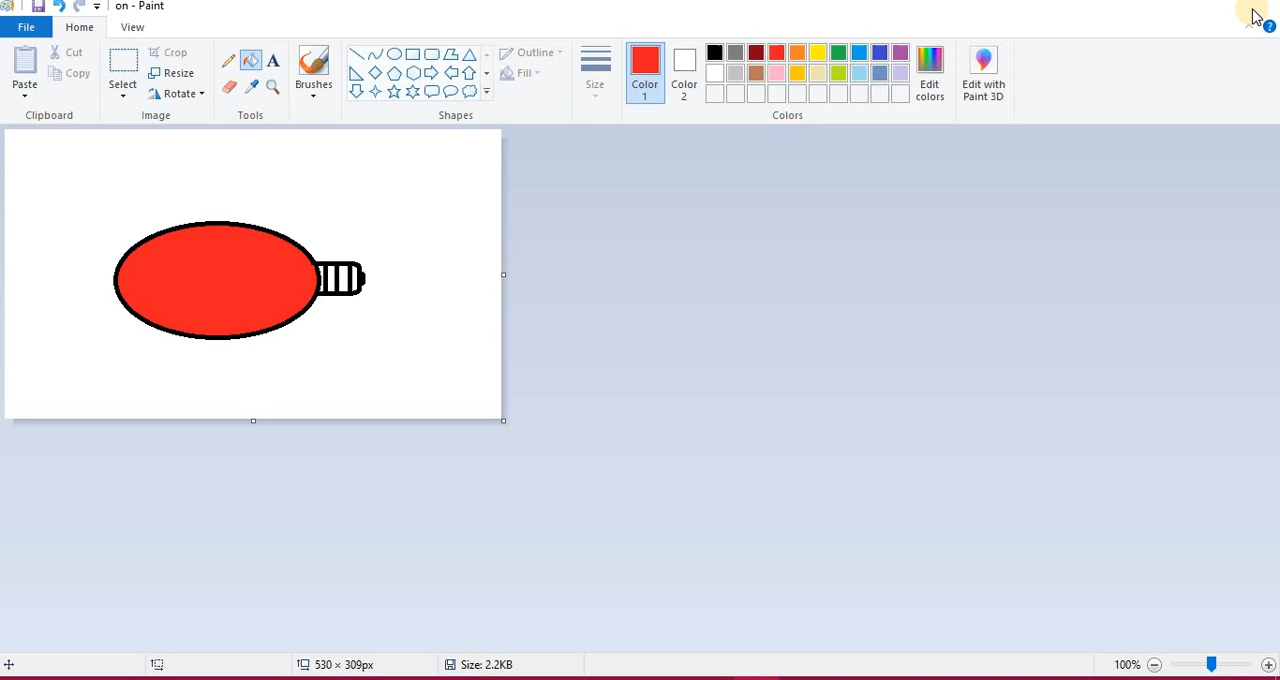 on - Paint
File Home View
Paste
Cut
Copy
Clipboard
Select
Crop
Resize
Rotate
Image
A
Tools
Brushes
Shapes
Outline
Fill
Size
Color
1
Color
2
Edit
colors
Colors
Edit with
Paint 3D
?
530 × 309px
Size: 2.2KB
100%